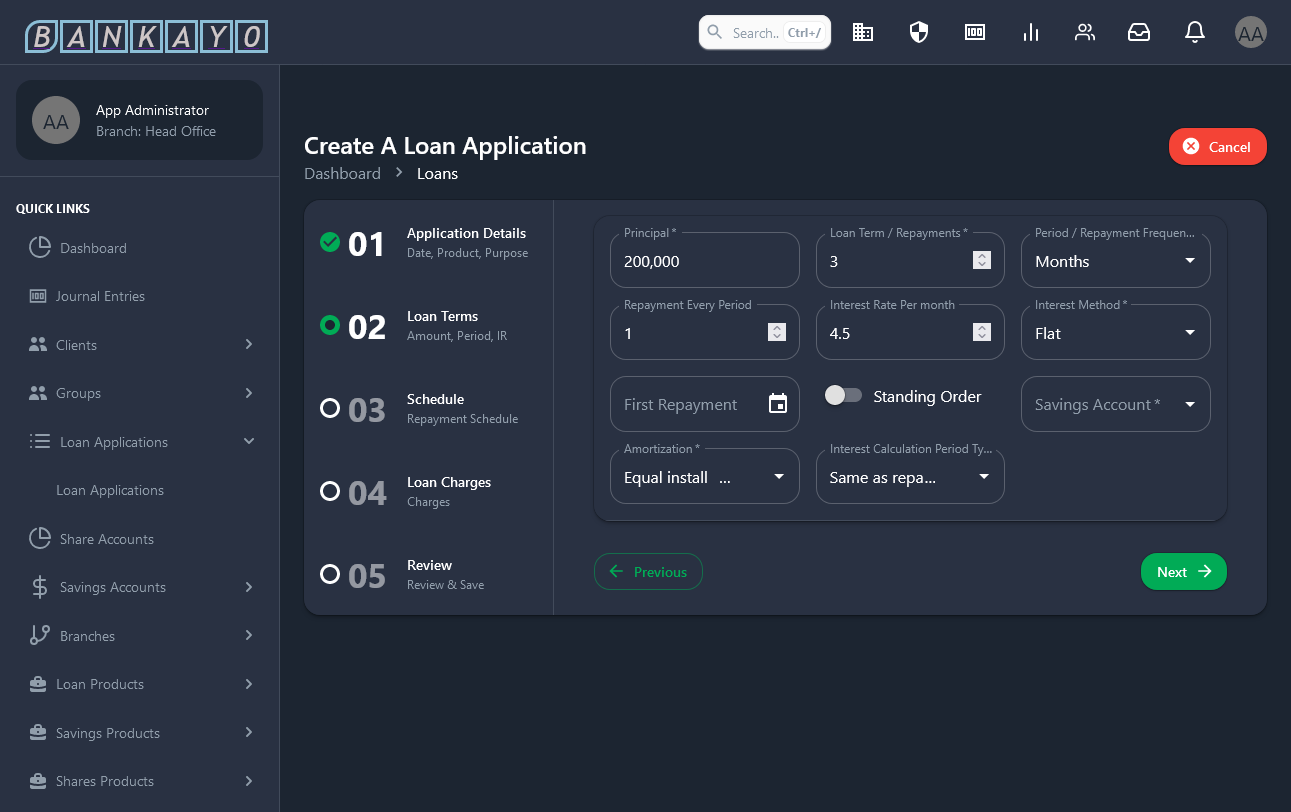 BANKAYO
Search.. Ctrl+/
AA
AA
App Administrator
Branch: Head Office
QUICK LINKS
Dashboard
Journal Entries
Clients
Groups
Loan Applications
Loan Applications
Share Accounts
Savings Accounts
Branches
Loan Products
Savings Products
Shares Products
Create A Loan Application
Dashboard > Loans
Cancel
01
Application Details
Date, Product, Purpose
02
Loan Terms
Amount, Period, IR
03
Schedule
Repayment Schedule
04
Loan Charges
Charges
05
Review
Review & Save
Principal *
200,000
Loan Term / Repayments *
3
Period / Repayment Frequen...
Months
Repayment Every Period
1
Interest Rate Per month
4.5
Interest Method *
Flat
First Repayment
Standing Order
Savings Account *
Amortization *
Equal install ...
Interest Calculation Period Ty...
Same as repa...
Previous
Next